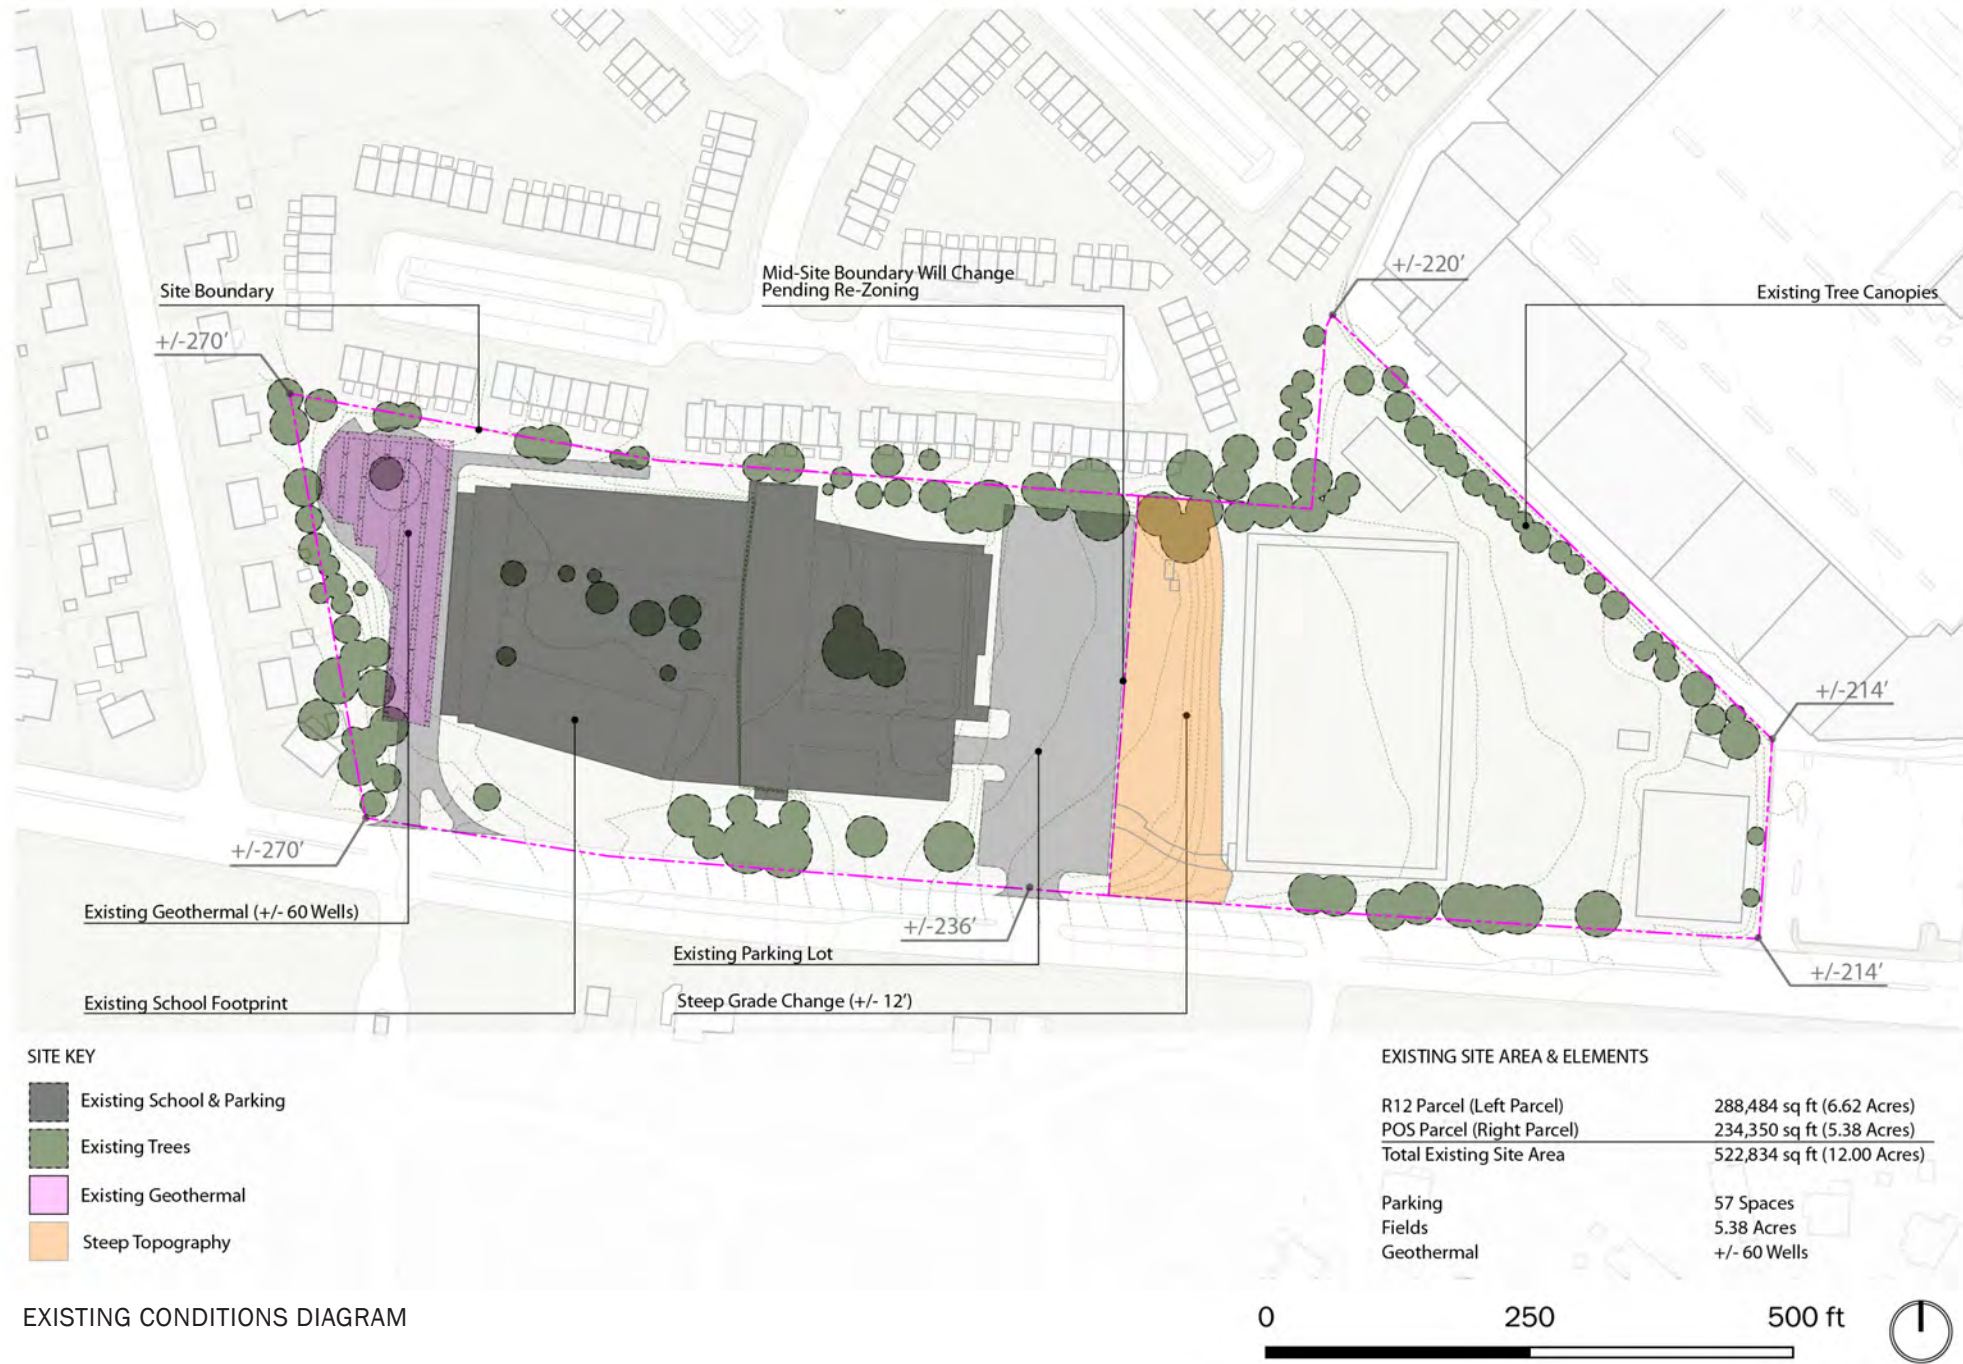 Mid-Site Boundary Will Change
Pending Re-Zoning
+/-220'
Site Boundary
Existing Tree Canopies
+/-270'
+/-214'
+/-270'
Existing Geothermal (+/- 60 Wells)
+/-236'
Existing Parking Lot
+/-214'
Existing School Footprint
Steep Grade Change (+/- 12')
SITE KEY
Existing School & Parking
Existing Trees
Existing Geothermal
Steep Topography
EXISTING SITE AREA & ELEMENTS
R12 Parcel (Left Parcel) 288,484 sq ft (6.62 Acres)
POS Parcel (Right Parcel) 234,350 sq ft (5.38 Acres)
Total Existing Site Area 522,834 sq ft (12.00 Acres)
Parking 57 Spaces
Fields 5.38 Acres
Geothermal +/- 60 Wells
EXISTING CONDITIONS DIAGRAM
0 250 500 ft